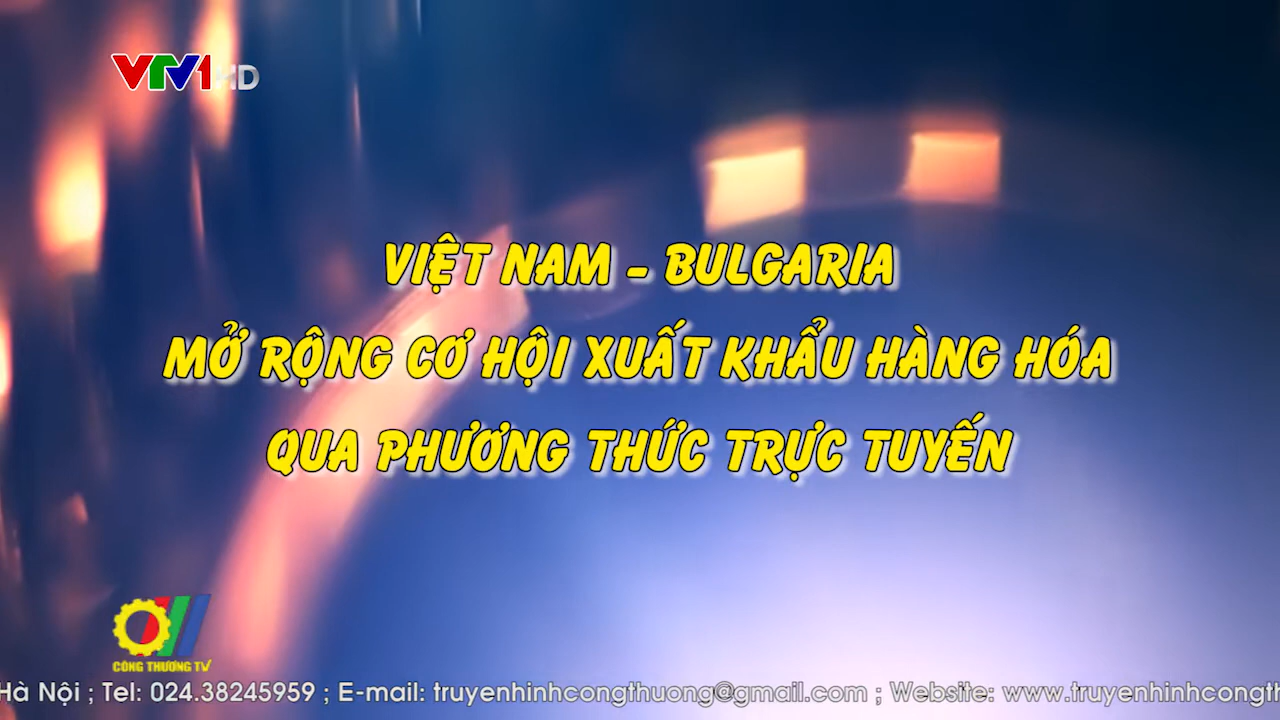 VTV1 HD
VIỆT NAM - BULGARIA
MỞ RỘNG CƠ HỘI XUẤT KHẨU HÀNG HÓA
QUA PHƯƠNG THỨC TRỰC TUYẾN
CÔNG THƯƠNG TV
Hà Nội ; Tel: 024.38245959 ; E-mail: truyenhinhcongthuong@gmail.com ; Website: www.truyenhinhcongth